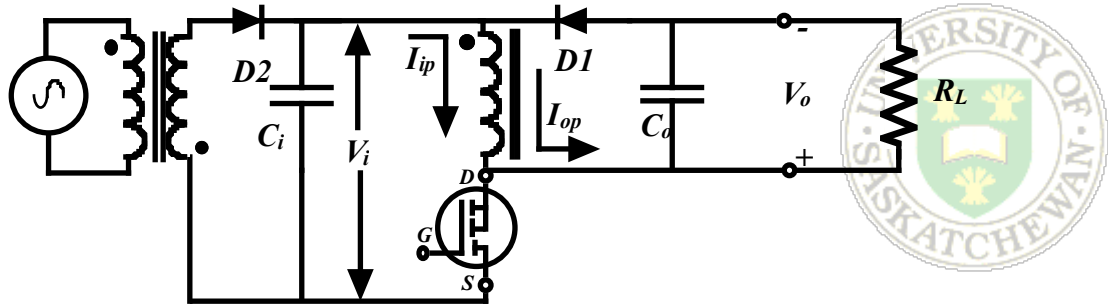 D2
C_i
V_i
I_ip
I_op
D1
C_o
V_o
-
+
R_L
D
G
S
UNIVERSITY OF
SASKATCHEWAN